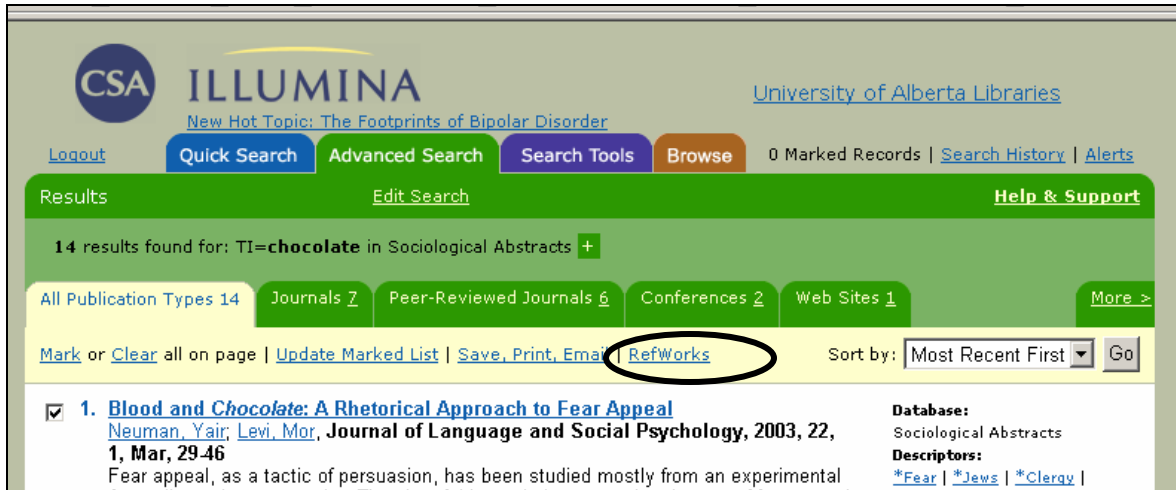 CSA ILLUMINA
University of Alberta Libraries
New Hot Topic: The Footprints of Bipolar Disorder
Logout Quick Search Advanced Search Search Tools Browse 0 Marked Records | Search History | Alerts
Results Edit Search Help & Support
14 results found for: TI=chocolate in Sociological Abstracts +
All Publication Types 14 Journals 7 Peer-Reviewed Journals 6 Conferences 2 Web Sites 1 More >
Mark or Clear all on page | Update Marked List | Save, Print, Email | RefWorks Sort by: Most Recent First Go
1. Blood and Chocolate: A Rhetorical Approach to Fear Appeal
Neuman, Yair; Levi, Mor, Journal of Language and Social Psychology, 2003, 22,
1, Mar, 29-46
Fear appeal, as a tactic of persuasion, has been studied mostly from an experimental
Database:
Sociological Abstracts
Descriptors:
*Fear | *Jews | *Clergy |